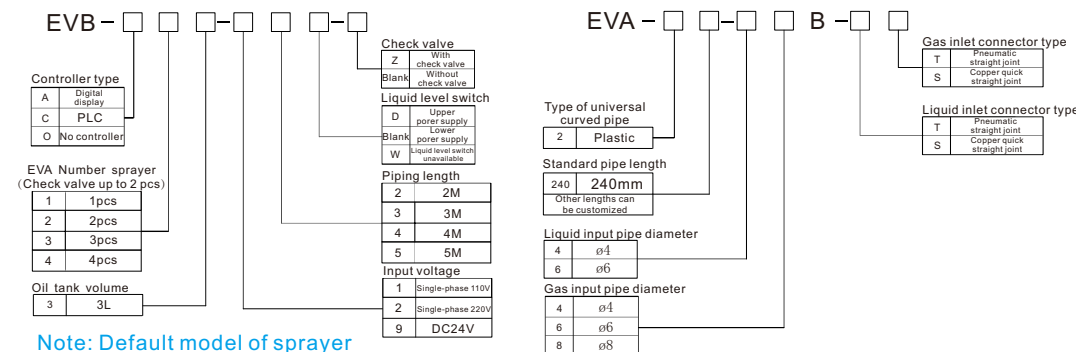 EVB – □ □ □–□ □ □–□
Controller type
A Digital display
C PLC
O No controller
EVA Number sprayer
(Check valve up to 2 pcs)
1 1pcs
2 2pcs
3 3pcs
4 4pcs
Oil tank volume
3 3L
Note: Default model of sprayer
Check valve
Z With check valve
Blank Without check valve
Liquid level switch
D Upper porer supply
Blank Lower porer supply
W Liquid level switch unavailable
Piping length
2 2M
3 3M
4 4M
5 5M
Input voltage
1 Single-phase 110V
2 Single-phase 220V
9 DC24V
EVA – □ □–□ □ B – □ □
Type of universal
curved pipe
2 Plastic
Standard pipe length
240 240mm
Other lengths can
be customized
Liquid input pipe diameter
4 ø4
6 ø6
Gas input pipe diameter
4 ø4
6 ø6
8 ø8
Gas inlet connector type
T Pneumatic straight joint
S Copper quick straight joint
Liquid inlet connector type
T Pneumatic straight joint
S Copper quick straight joint